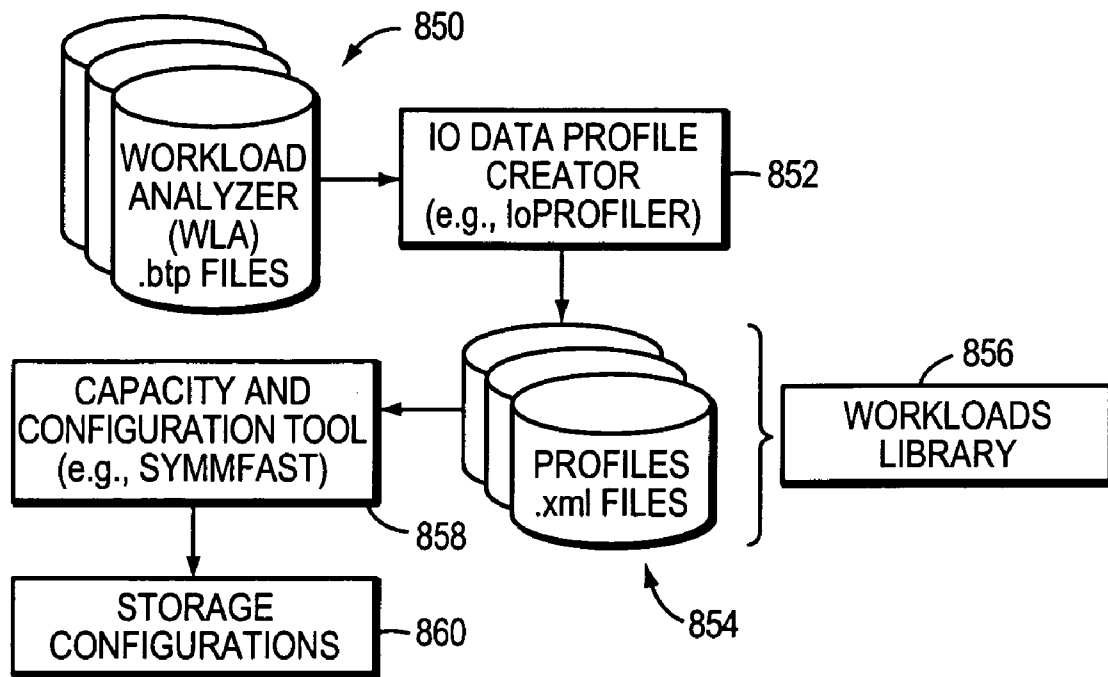 850
WORKLOAD
ANALYZER
(WLA)
.btp FILES
IO DATA PROFILE
CREATOR
(e.g., IoPROFILER)
852
CAPACITY AND
CONFIGURATION TOOL
(e.g., SYMMFAST)
858
PROFILES
.xml FILES
854
856
WORKLOADS
LIBRARY
STORAGE
CONFIGURATIONS
860